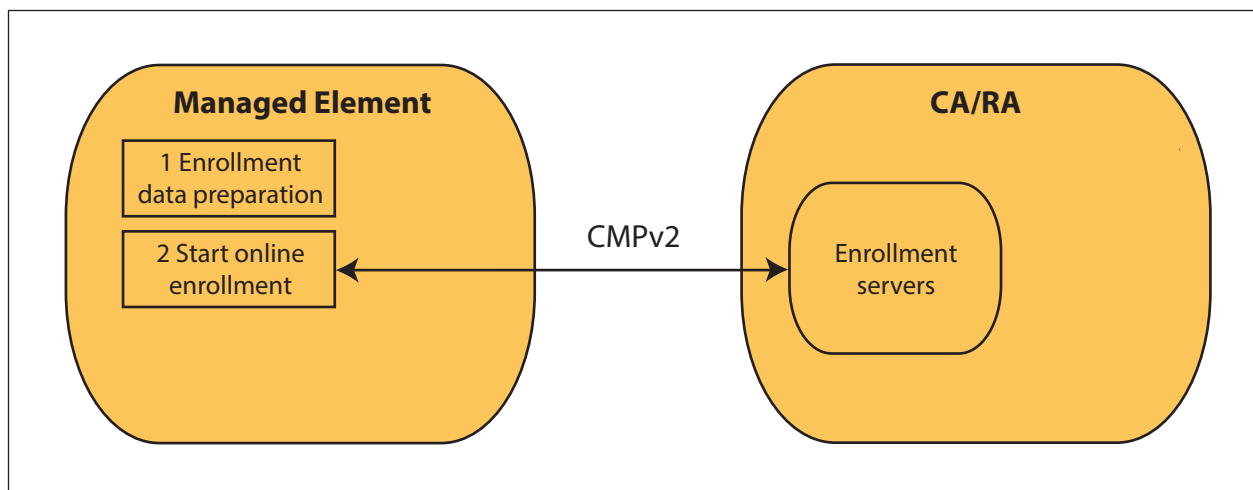 Managed Element
1 Enrollment
data preparation
2 Start online
enrollment
CMPv2
CA/RA
Enrollment
servers